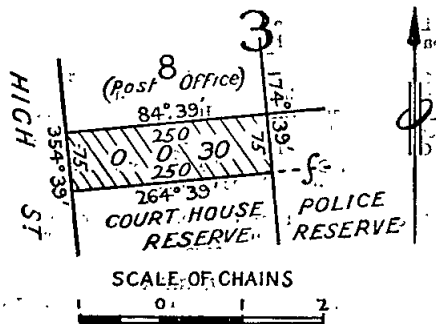 3
8
(Post Office)
HIGH ST
84° 39'
174° 39'
354° 39'
250
75
0 0 30
75
250
264° 39'
f
COURT HOUSE
RESERVE
POLICE
RESERVE
SCALE OF CHAINS
1 0 1 2